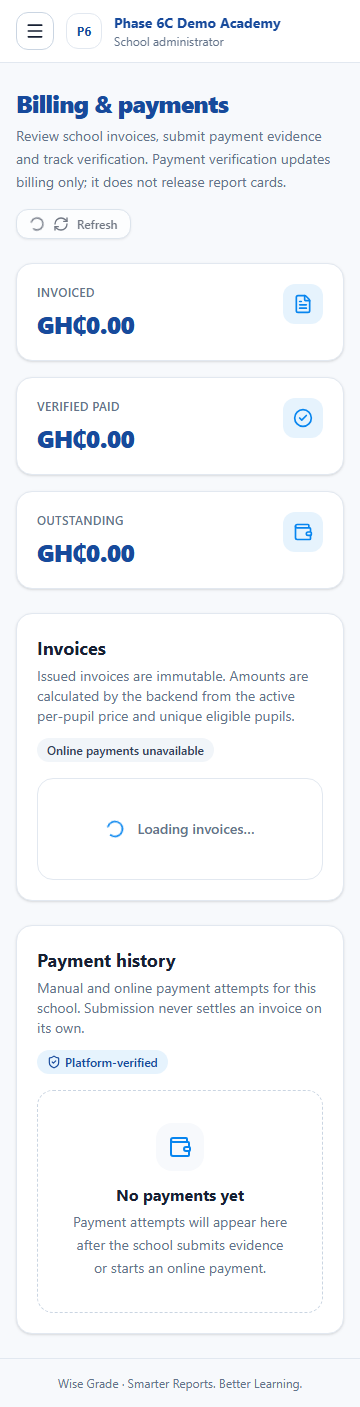 P6
Phase 6C Demo Academy
School administrator
Billing & payments
Review school invoices, submit payment evidence
and track verification. Payment verification updates
billing only; it does not release report cards.
Refresh
INVOICED
GH₵0.00
VERIFIED PAID
GH₵0.00
OUTSTANDING
GH₵0.00
Invoices
Issued invoices are immutable. Amounts are
calculated by the backend from the active
per-pupil price and unique eligible pupils.
Online payments unavailable
Loading invoices...
Payment history
Manual and online payment attempts for this
school. Submission never settles an invoice on
its own.
Platform-verified
No payments yet
Payment attempts will appear here
after the school submits evidence
or starts an online payment.
Wise Grade · Smarter Reports. Better Learning.